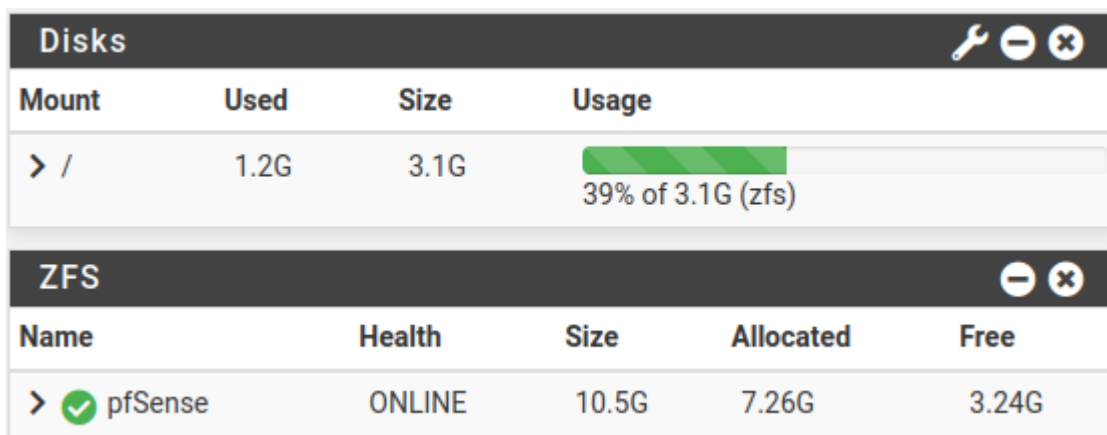 Disks
Mount Used Size Usage
/ 1.2G 3.1G
39% of 3.1G (zfs)
ZFS
Name Health Size Allocated Free
pfSense ONLINE 10.5G 7.26G 3.24G